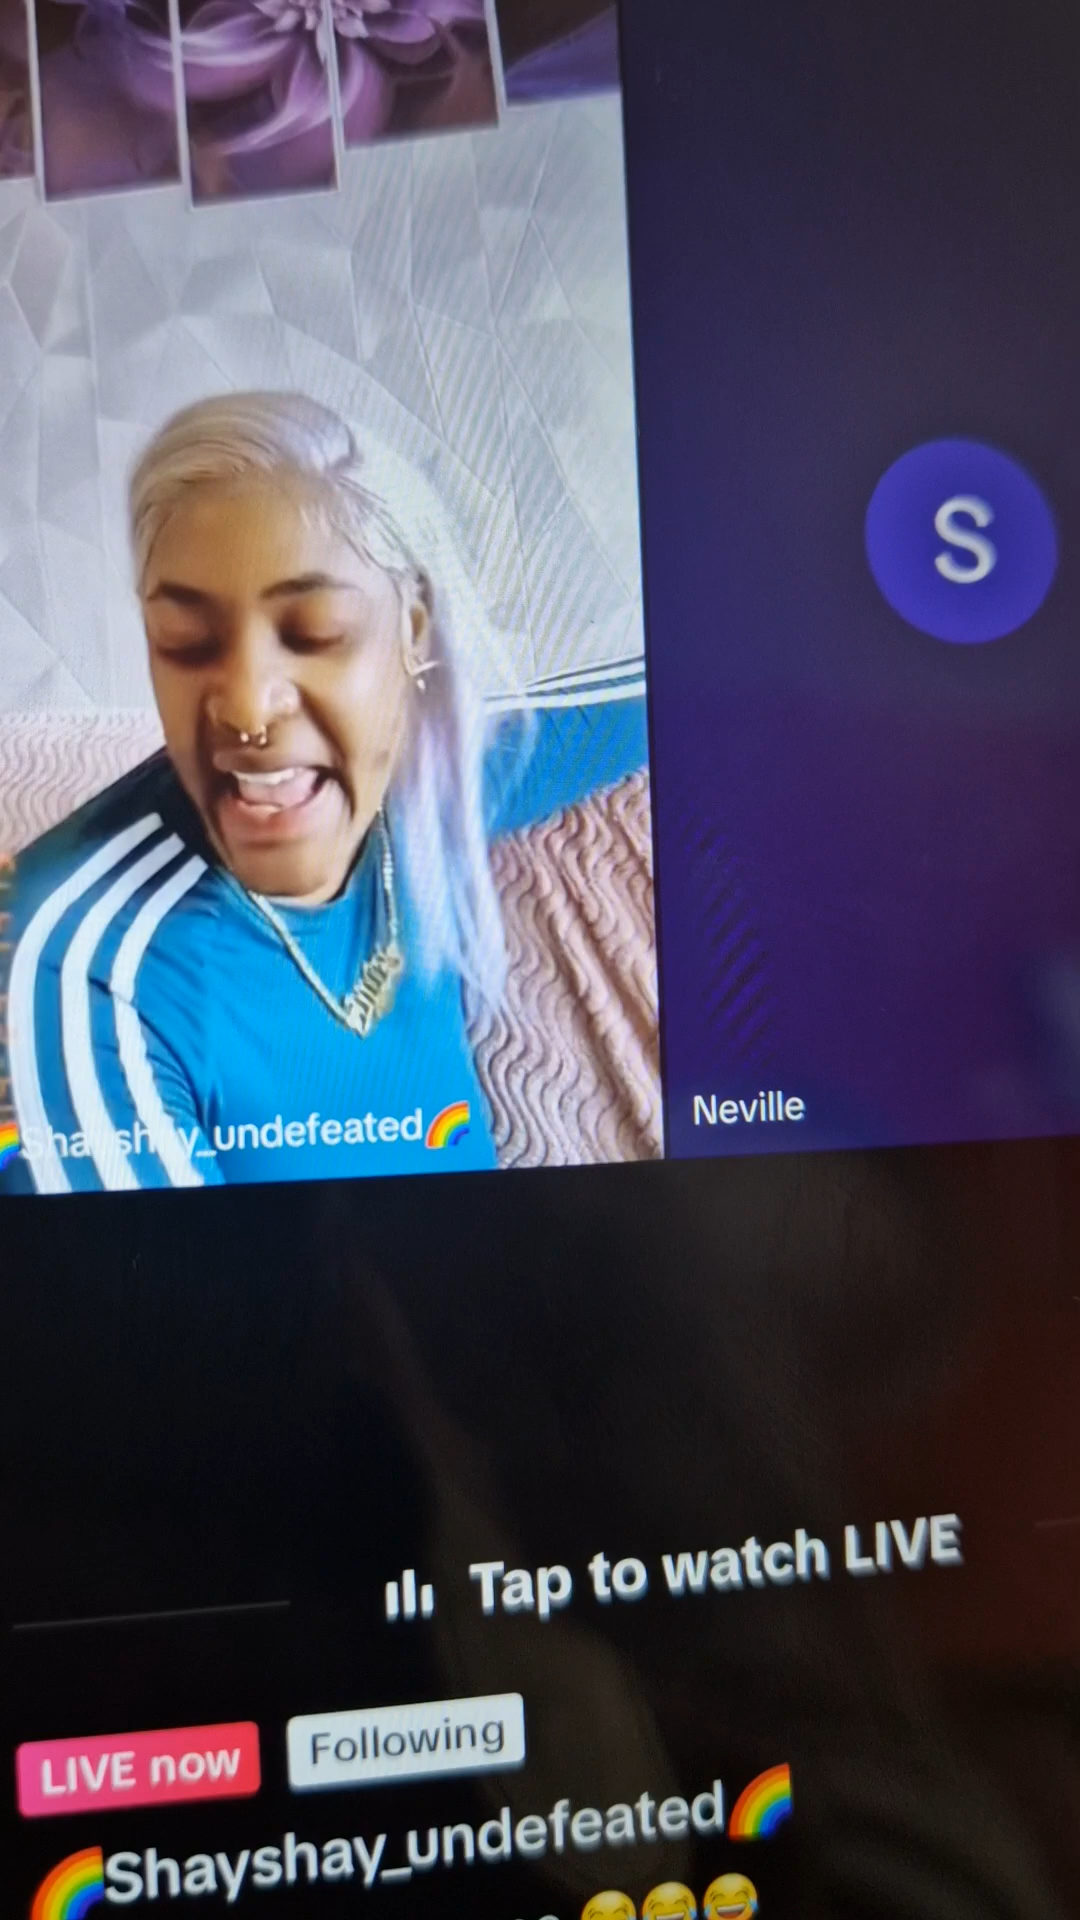 S
🌈Shayshay_undefeated🌈
Neville
Tap to watch LIVE
LIVE now
Following
🌈Shayshay_undefeated🌈
😂😂😂